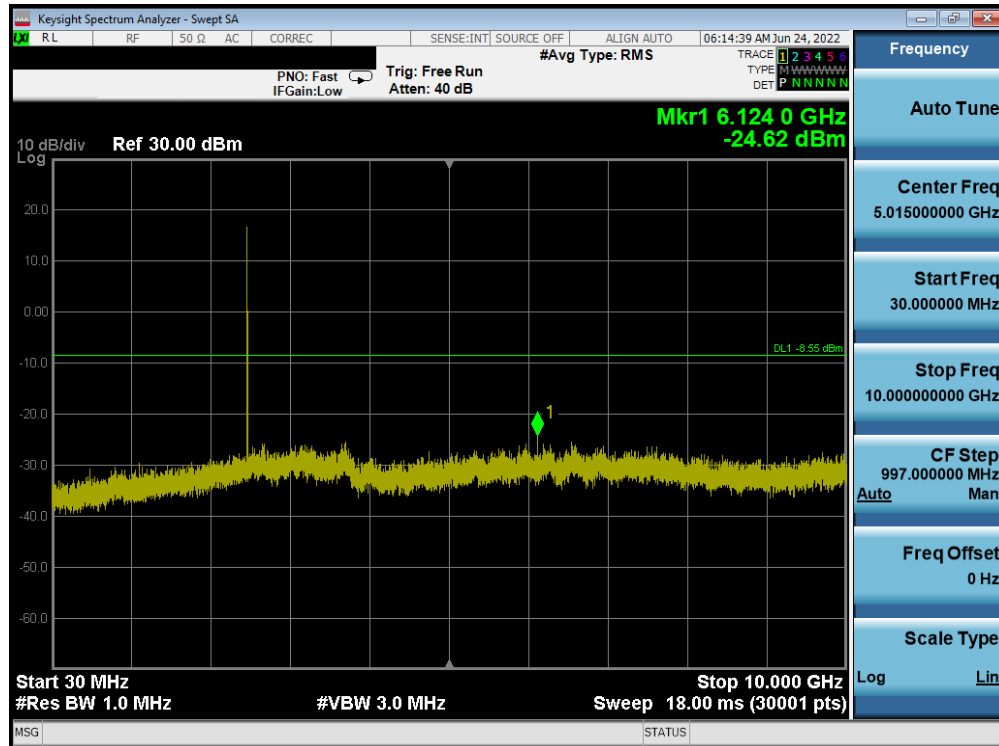 Keysight Spectrum Analyzer - Swept SA
LXI RL RF 50 Ω AC CORREC SENSE:INT SOURCE OFF ALIGN AUTO 06:14:39 AM Jun 24, 2022
#Avg Type: RMS
TRACE 1 2 3 4 5 6
PNO: Fast Trig: Free Run
TYPE M WWWWW
IFGain:Low Atten: 40 dB
DET P N N N N N
Mkr1 6.124 0 GHz
-24.62 dBm
10 dB/div Ref 30.00 dBm
Log
20.0
10.0
0.00
DL1 -8.55 dBm
-10.0
-20.0
1
-30.0
-40.0
-50.0
-60.0
Start 30 MHz Stop 10.000 GHz
#Res BW 1.0 MHz #VBW 3.0 MHz Sweep 18.00 ms (30001 pts)
MSG STATUS
Frequency
Auto Tune
Center Freq
5.015000000 GHz
Start Freq
30.000000 MHz
Stop Freq
10.000000000 GHz
CF Step
997.000000 MHz
Auto Man
Freq Offset
0 Hz
Scale Type
Log Lin